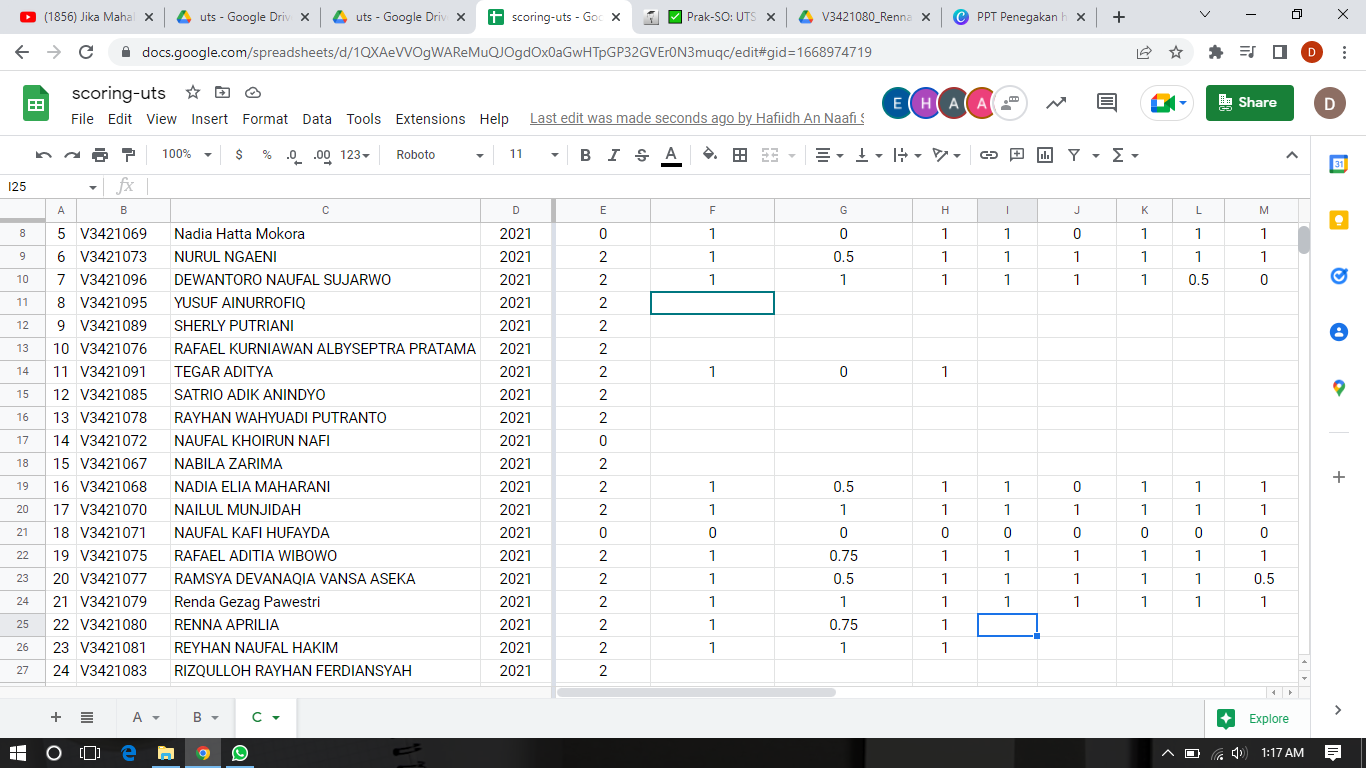 (1856) Jika Mahal uts - Google Driv uts - Google Driv scoring-uts - Goo Prak-SO: UTS V3421080_Renna PPT Penegakan h
docs.google.com/spreadsheets/d/1QXAeVVOgWAReMuQJOgdOx0aGwHTpGP32GVEr0N3muqc/edit#gid=1668974719 D
scoring-uts E H A A Share D
File Edit View Insert Format Data Tools Extensions Help Last edit was made seconds ago by Hafiidh An Naafi S
100% $ % .0 .00 123 Roboto 11 B I S A
I25 fx
A B C D E F G H I J K L M
8 5 V3421069 Nadia Hatta Mokora 2021 0 1 0 1 1 0 1 1 1
9 6 V3421073 NURUL NGAENI 2021 2 1 0.5 1 1 1 1 1 1
10 7 V3421096 DEWANTORO NAUFAL SUJARWO 2021 2 1 1 1 1 1 1 0.5 0
11 8 V3421095 YUSUF AINURROFIQ 2021 2
12 9 V3421089 SHERLY PUTRIANI 2021 2
13 10 V3421076 RAFAEL KURNIAWAN ALBYSEPTRA PRATAMA 2021 2
14 11 V3421091 TEGAR ADITYA 2021 2 1 0 1
15 12 V3421085 SATRIO ADIK ANINDYO 2021 2
16 13 V3421078 RAYHAN WAHYUADI PUTRANTO 2021 2
17 14 V3421072 NAUFAL KHOIRUN NAFI 2021 0
18 15 V3421067 NABILA ZARIMA 2021 2
19 16 V3421068 NADIA ELIA MAHARANI 2021 2 1 0.5 1 1 0 1 1 1
20 17 V3421070 NAILUL MUNJIDAH 2021 2 1 1 1 1 1 1 1 1
21 18 V3421071 NAUFAL KAFI HUFAYDA 2021 0 0 0 0 0 0 0 0 0
22 19 V3421075 RAFAEL ADITIA WIBOWO 2021 2 1 0.75 1 1 1 1 1 1
23 20 V3421077 RAMSYA DEVANAQIA VANSA ASEKA 2021 2 1 0.5 1 1 1 1 1 0.5
24 21 V3421079 Renda Gezag Pawestri 2021 2 1 1 1 1 1 1 1 1
25 22 V3421080 RENNA APRILIA 2021 2 1 0.75 1
26 23 V3421081 REYHAN NAUFAL HAKIM 2021 2 1 1 1
27 24 V3421083 RIZQULLOH RAYHAN FERDIANSYAH 2021 2
A B C Explore
1:17 AM